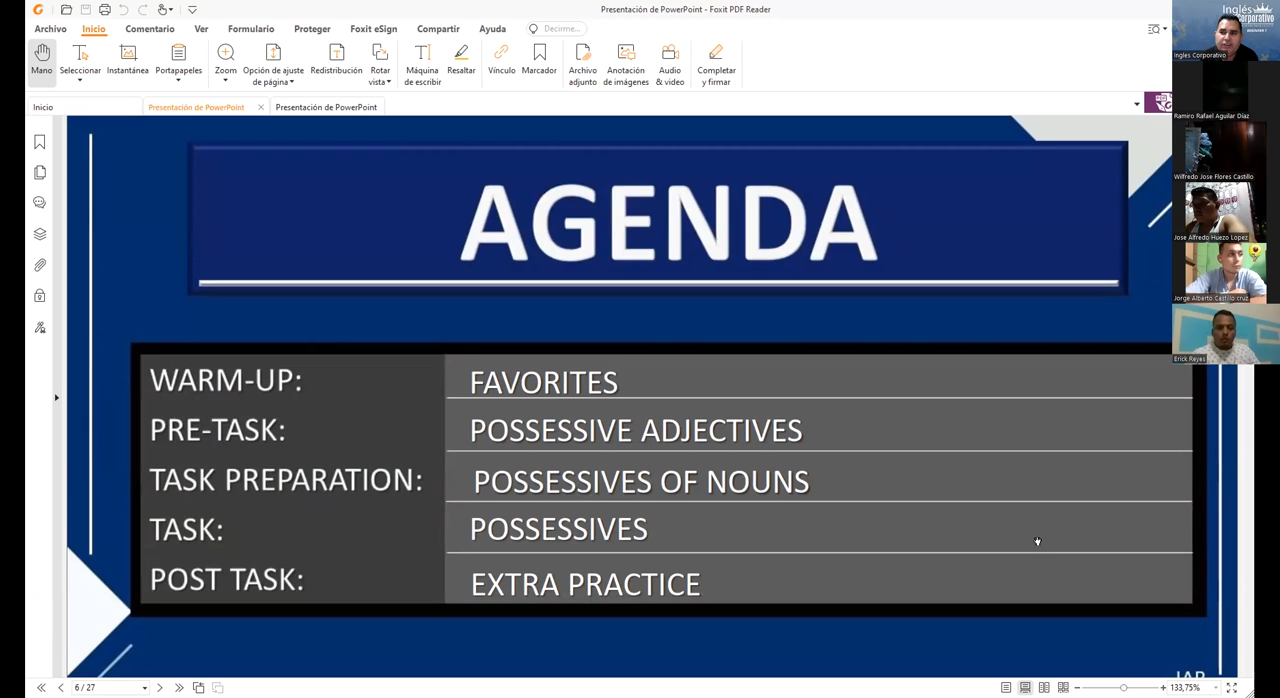 Presentación de PowerPoint - Foxit PDF Reader
Archivo Inicio Comentario Ver Formulario Proteger Foxit eSign Compartir Ayuda Decirme...
Mano Seleccionar Instantánea Portapapeles Zoom Opción de ajuste de página Redistribución Rotar vista Máquina de escribir Resaltar Vínculo Marcador Archivo adjunto Anotación de imágenes Audio & video Completar y firmar
Inicio Presentación de PowerPoint Presentación de PowerPoint
AGENDA
WARM-UP: FAVORITES
PRE-TASK: POSSESSIVE ADJECTIVES
TASK PREPARATION: POSSESSIVES OF NOUNS
TASK: POSSESSIVES
POST TASK: EXTRA PRACTICE
Inglés
Corporativo
Inglés Corporativo
Ramiro Rafael Aguilar Díaz
Wilfredo Jose Flores Castillo
Jose Alfredo Huezo Lopez
Jorge Alberto Castillo cruz
Erick Reyes
6 / 27
133,75%